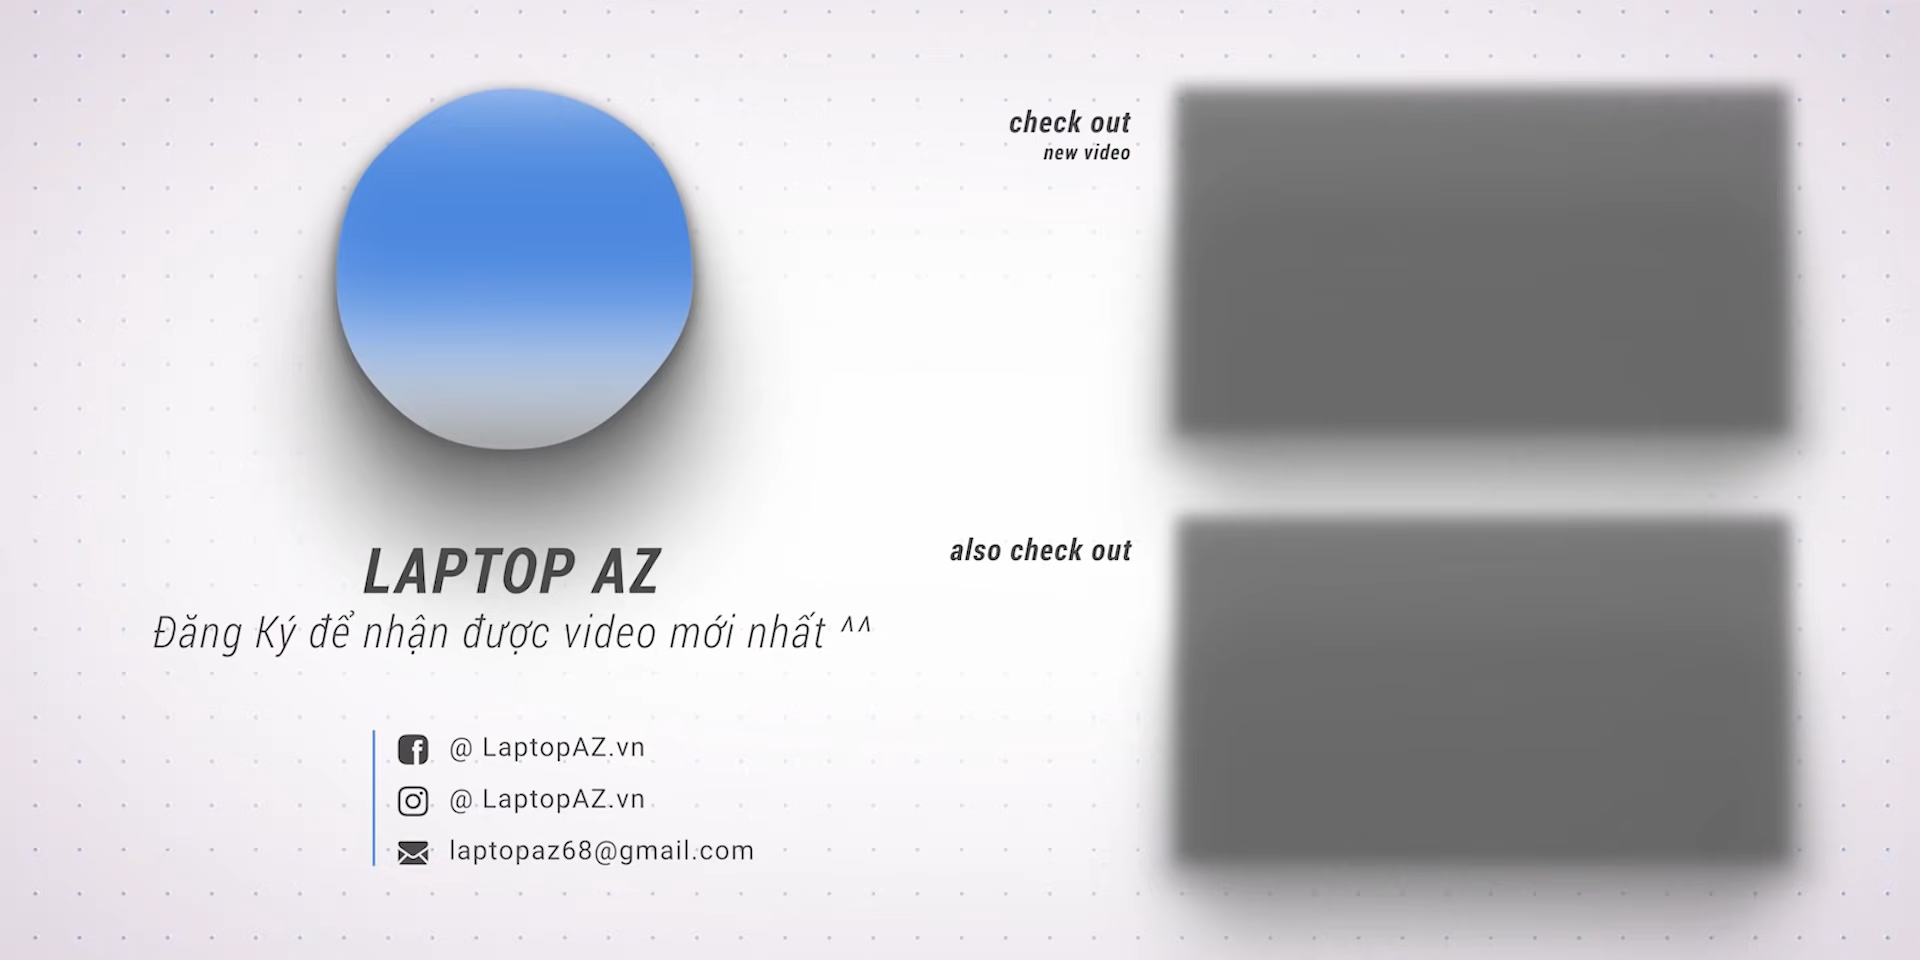 LAPTOP AZ
Đăng Ký để nhận được video mới nhất ^^
@ LaptopAZ.vn
@ LaptopAZ.vn
laptopaz68@gmail.com
check out
new video
also check out